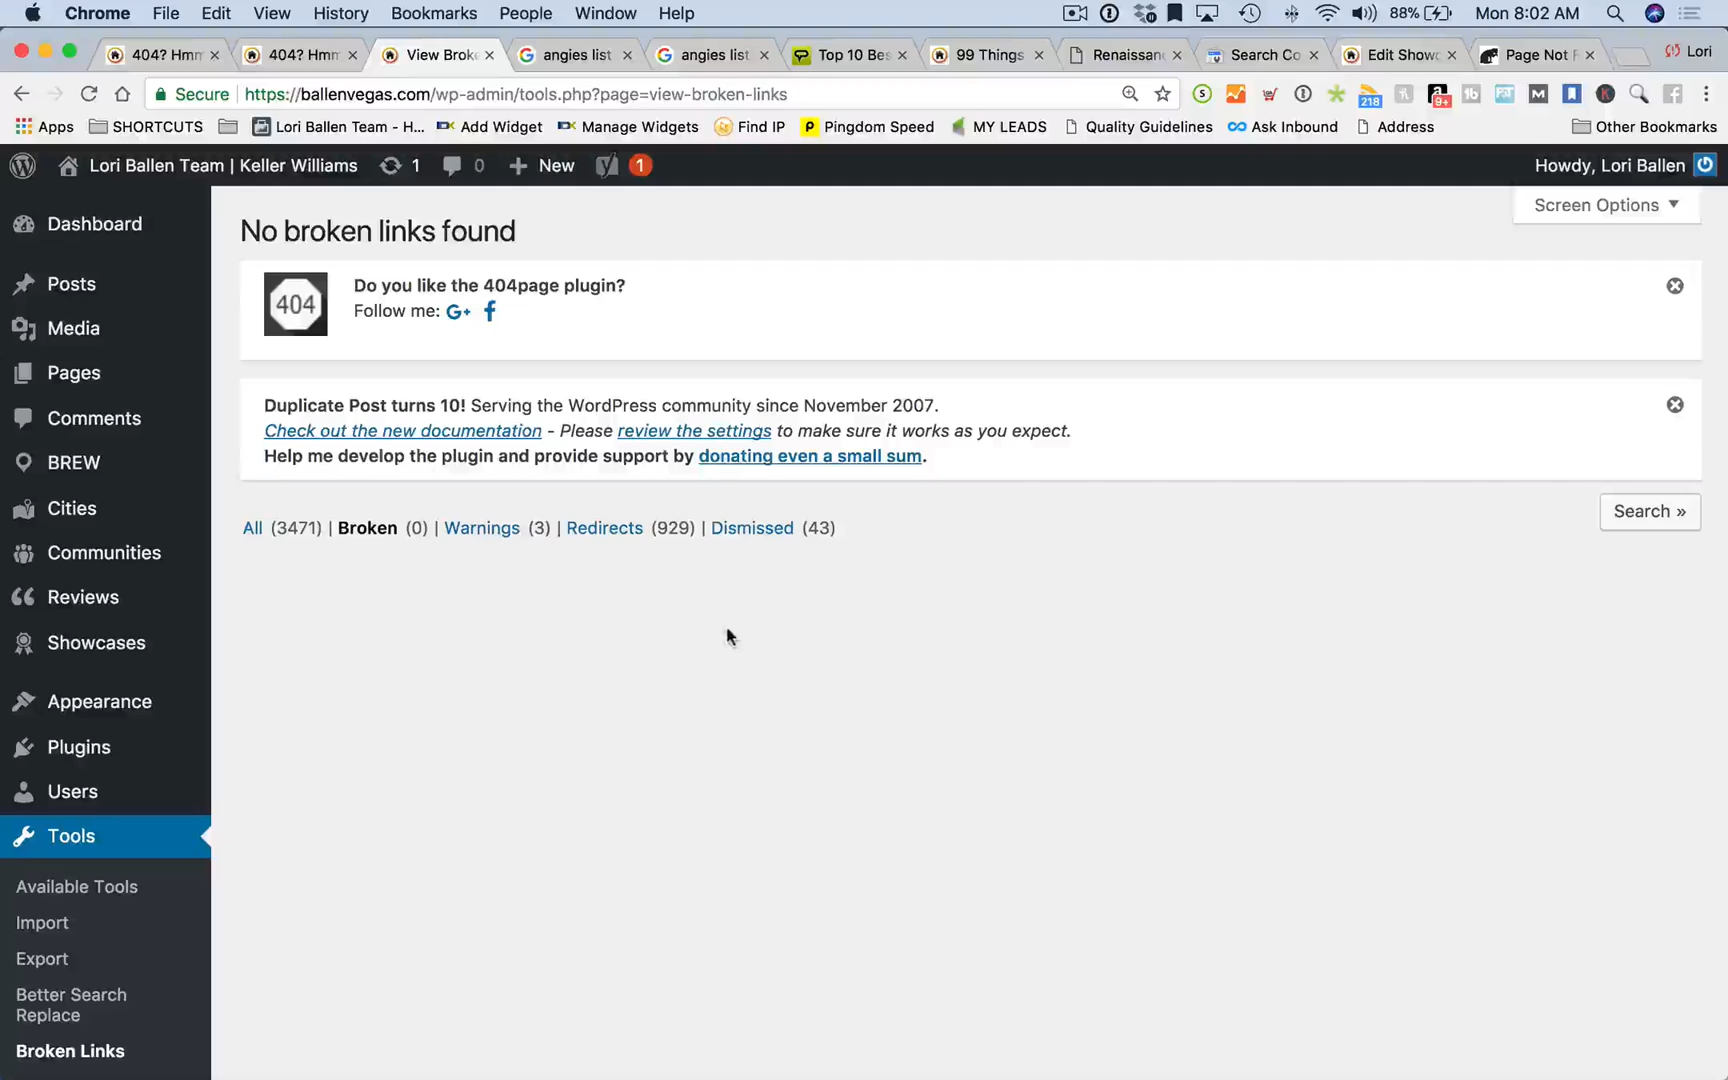 Chrome File Edit View History Bookmarks People Window Help 88% Mon 8:02 AM
404? Hmm 404? Hmm View Broke angies list angies list Top 10 Bes 99 Things Renaissan Search Co Edit Showc Page Not F Lori
Secure https://ballenvegas.com/wp-admin/tools.php?page=view-broken-links 218 9+
Apps SHORTCUTS Lori Ballen Team - H... Add Widget Manage Widgets Find IP Pingdom Speed MY LEADS Quality Guidelines Ask Inbound Address Other Bookmarks
Lori Ballen Team | Keller Williams 1 0 New 1 Howdy, Lori Ballen
Screen Options
Dashboard
Posts
Media
Pages
Comments
BREW
Cities
Communities
Reviews
Showcases
Appearance
Plugins
Users
Tools
Available Tools
Import
Export
Better Search
Replace
Broken Links
No broken links found
404
Do you like the 404page plugin?
Follow me: G+ f
Duplicate Post turns 10! Serving the WordPress community since November 2007.
Check out the new documentation - Please review the settings to make sure it works as you expect.
Help me develop the plugin and provide support by donating even a small sum.
Search »
All (3471) | Broken (0) | Warnings (3) | Redirects (929) | Dismissed (43)